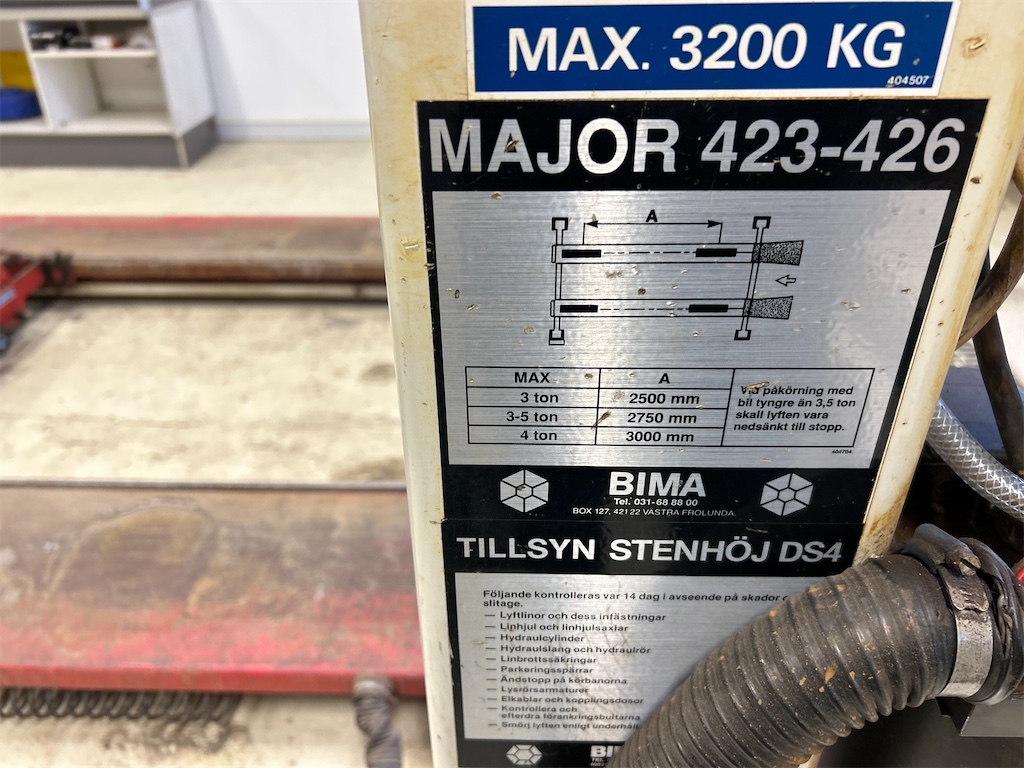 MAX. 3200 KG
404507
MAJOR 423-426
A
MAX A
3 ton 2500 mm
3-5 ton 2750 mm
4 ton 3000 mm
Vid påkörning med
bil tyngre än 3,5 ton
skall lyften vara
nedsänkt till stopp.
404704
BIMA
Tel. 031-68 88 00
BOX 127, 421 22 VÄSTRA FRÖLUNDA.
TILLSYN STENHÖJ DS4
Följande kontrolleras var 14 dag i avseende på skador
slitage.
— Lyftlinor och dess infästningar
— Linhjul och linhjulsaxlar
— Hydraulcylinder
— Hydraulslang och hydraulrör
— Linbrottssäkringar
— Parkeringsspärrar
— Ändstopp på körbanorna
— Lysrörsarmaturer
— Elkablar och kopplingsdosor
— Kontrollera och
efterdra förankringsbultarna
— Smörj lyften enligt